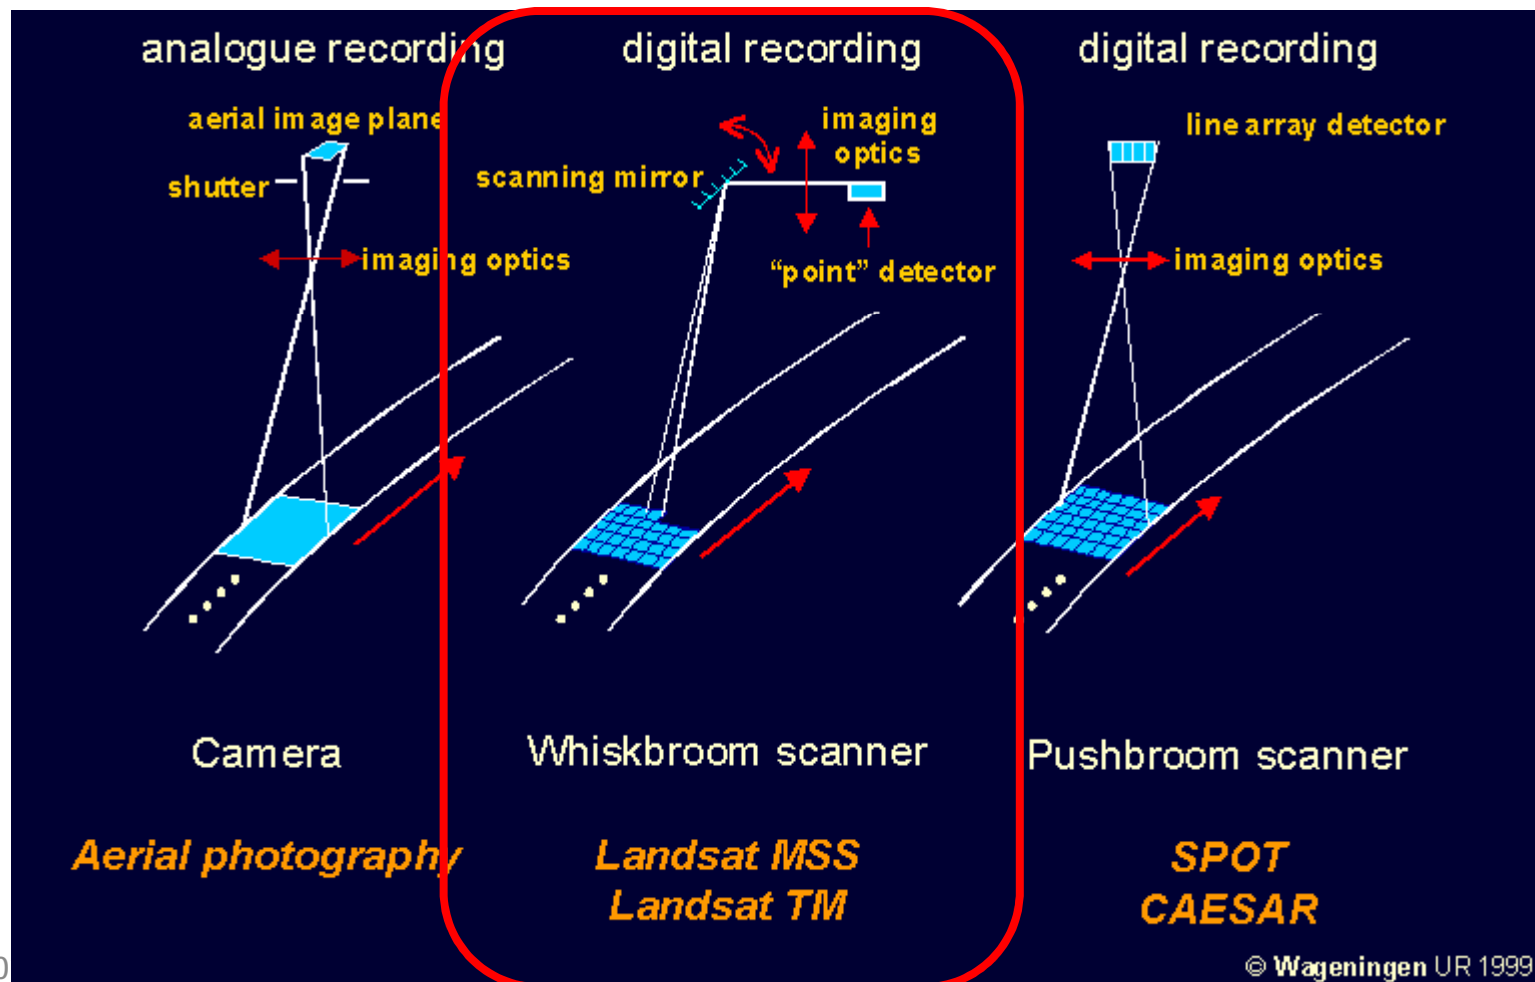 analogue recording
aerial image plane
shutter
imaging optics
Camera
Aerial photography
digital recording
imaging
optics
scanning mirror
“point” detector
Whiskbroom scanner
Landsat MSS
Landsat TM
digital recording
line array detector
imaging optics
Pushbroom scanner
SPOT
CAESAR
© Wageningen UR 1999